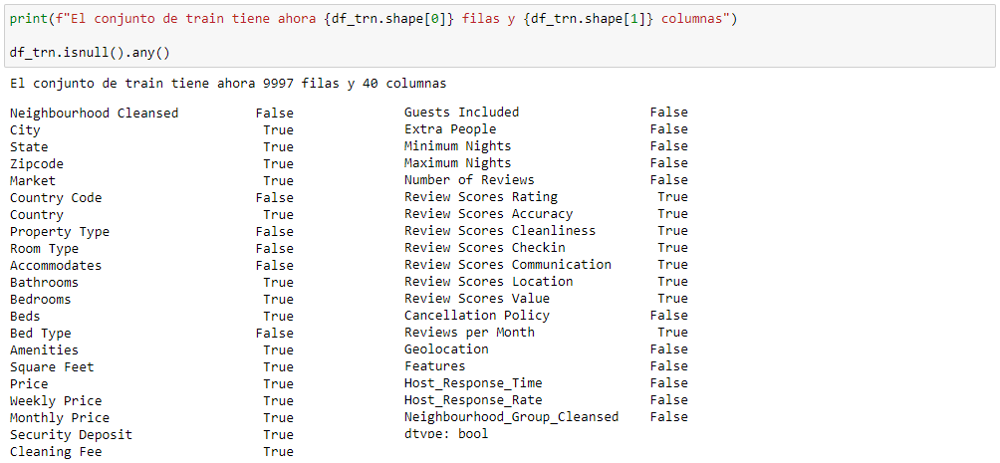 print(f"El conjunto de train tiene ahora {df_trn.shape[0]} filas y {df_trn.shape[1]} columnas")
df_trn.isnull().any()
El conjunto de train tiene ahora 9997 filas y 40 columnas
Neighbourhood Cleansed False
City True
State True
Zipcode True
Market True
Country Code False
Country True
Property Type False
Room Type False
Accommodates False
Bathrooms True
Bedrooms True
Beds True
Bed Type False
Amenities True
Square Feet True
Price True
Weekly Price True
Monthly Price True
Security Deposit True
Cleaning Fee True
Guests Included False
Extra People False
Minimum Nights False
Maximum Nights False
Number of Reviews False
Review Scores Rating True
Review Scores Accuracy True
Review Scores Cleanliness True
Review Scores Checkin True
Review Scores Communication True
Review Scores Location True
Review Scores Value True
Cancellation Policy False
Reviews per Month True
Geolocation False
Features False
Host_Response_Time False
Host_Response_Rate False
Neighbourhood_Group_Cleansed False
dtype: bool